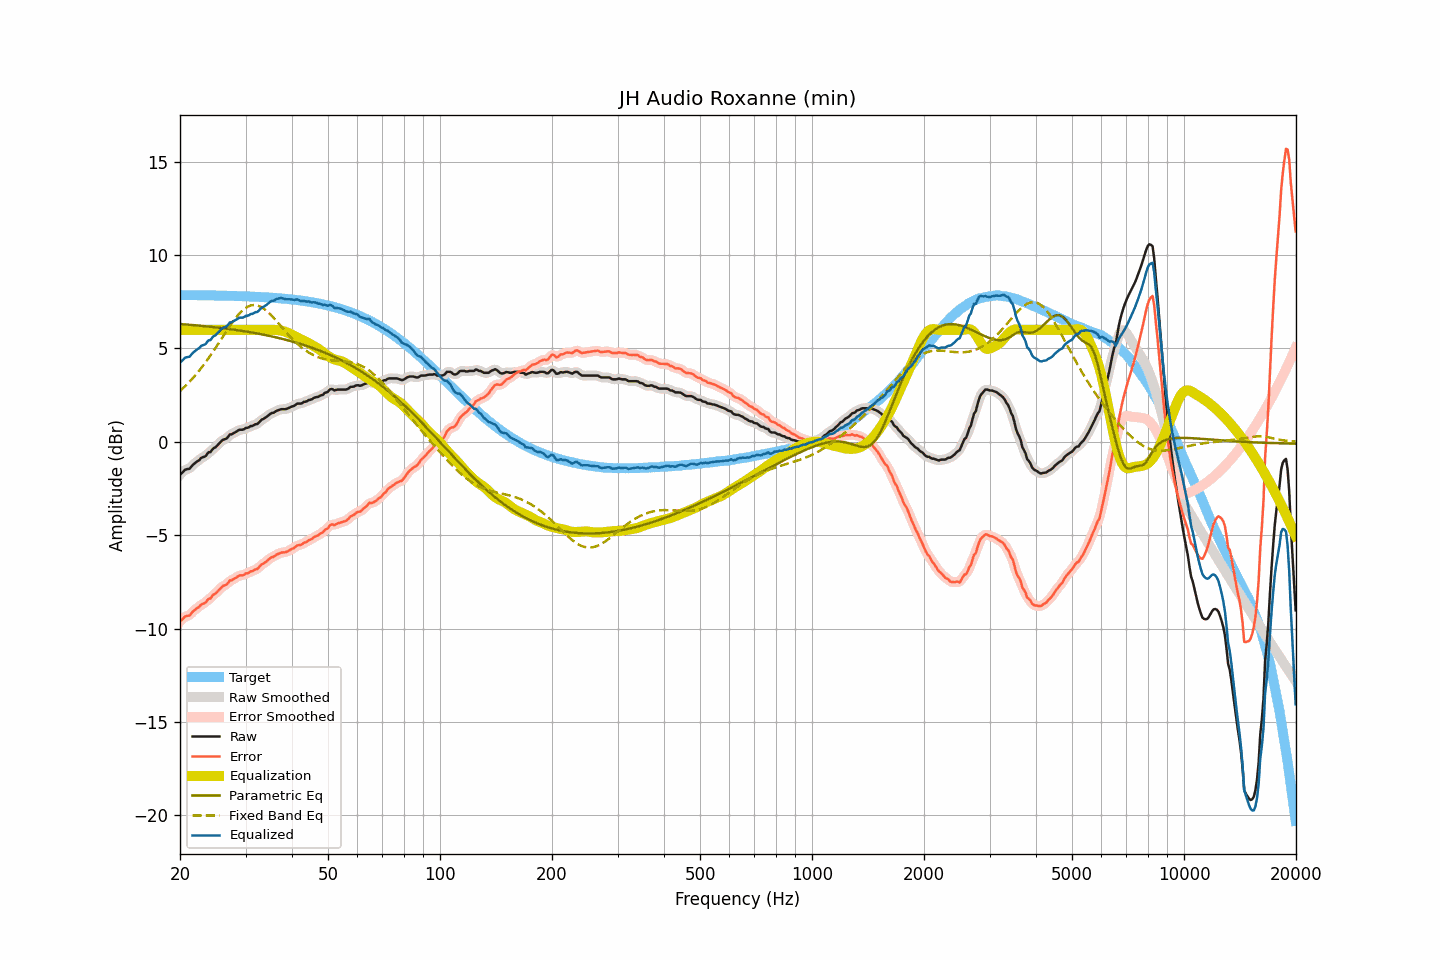 JH Audio Roxanne (min)
Amplitude (dBr)
15
10
5
0
−5
−10
−15
−20
Target
Raw Smoothed
Error Smoothed
Raw
Error
Equalization
Parametric Eq
Fixed Band Eq
Equalized
20 50 100 200 500 1000 2000 5000 10000 20000
Frequency (Hz)